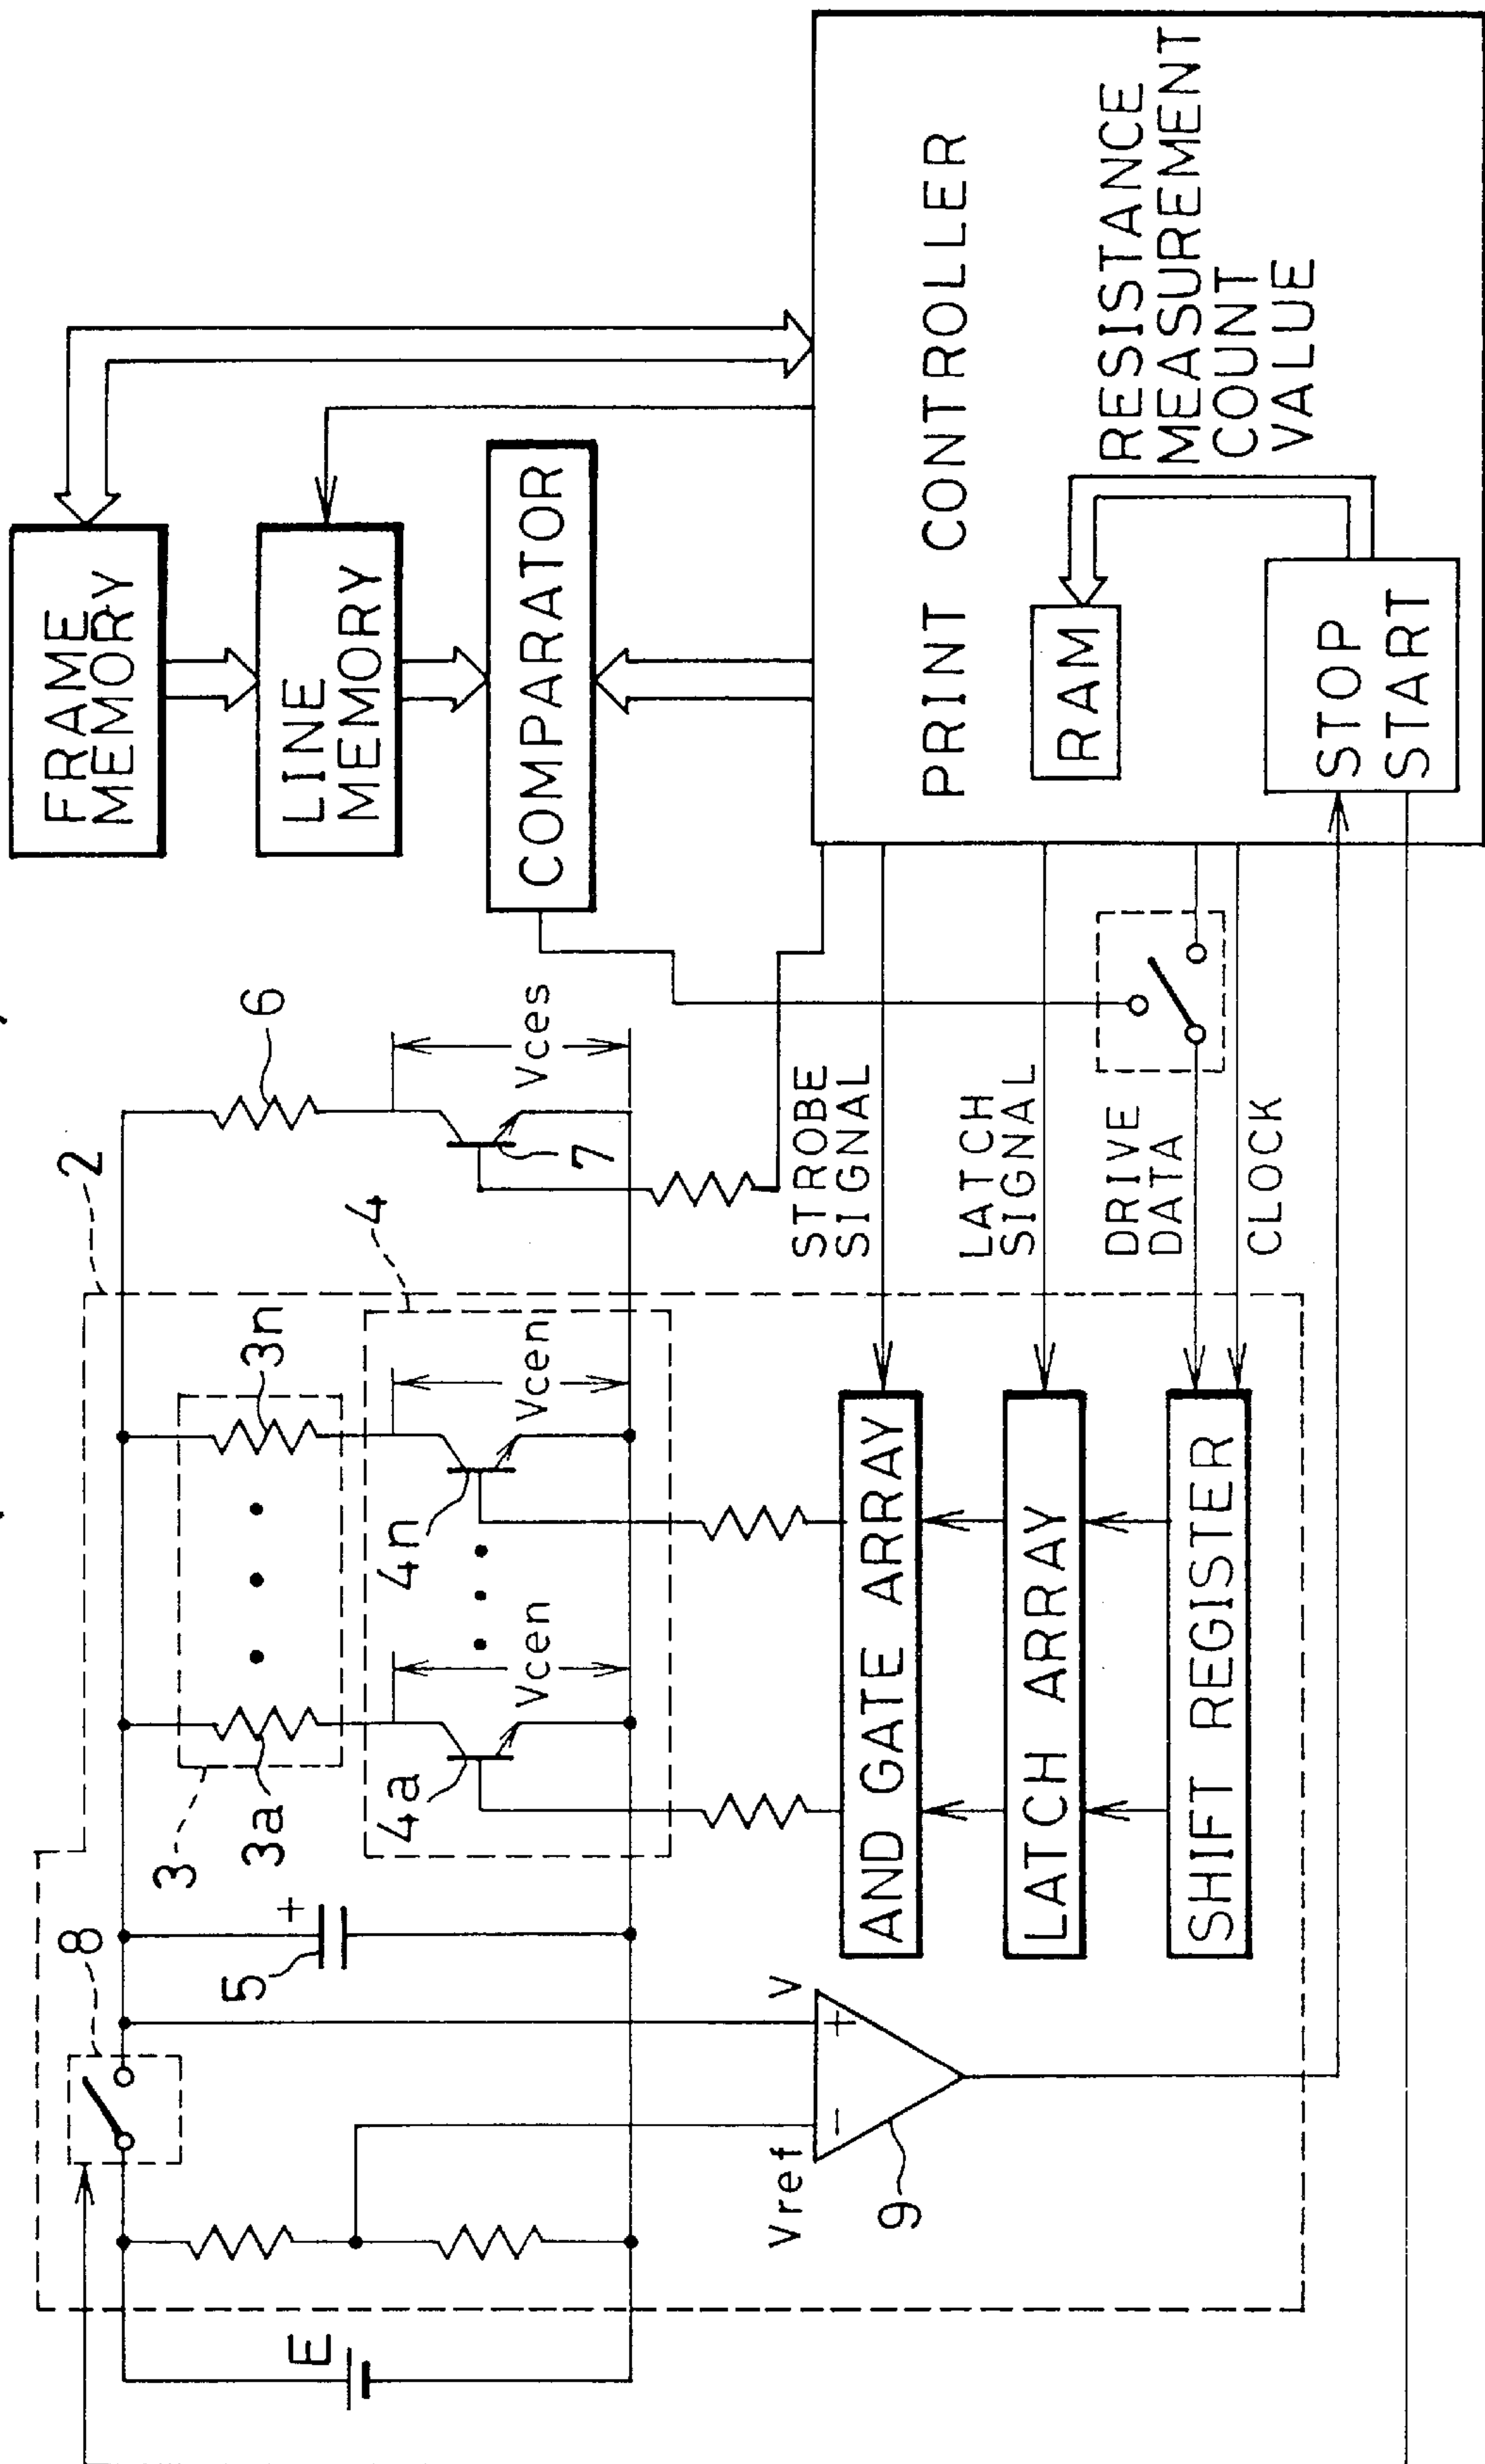 FRAME
MEMORY
LINE
MEMORY
COMPARATOR
PRINT CONTROLLER
RESISTANCE
MEASUREMENT
COUNT
VALUE
RAM
STOP
START
2
6
7
Vces
4
3n
4n
Vcen
3
3a
4a
Vcen
5
+
8
E
Vref
V
−
+
9
STROBE
SIGNAL
LATCH
SIGNAL
DRIVE
DATA
CLOCK
AND GATE ARRAY
LATCH ARRAY
SHIFT REGISTER